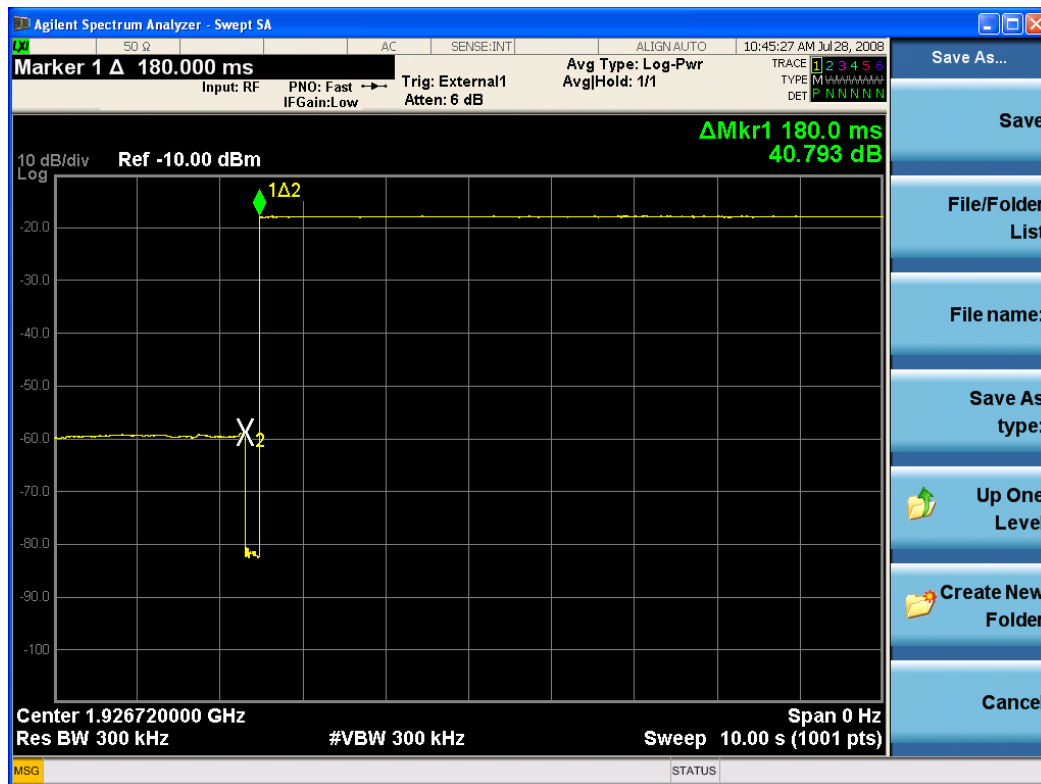 Agilent Spectrum Analyzer - Swept SA
LXI 50 Ω AC SENSE:INT ALIGN AUTO 10:45:27 AM Jul 28, 2008
Marker 1 Δ 180.000 ms
Input: RF PNO: Fast
IFGain:Low
Trig: External1
Atten: 6 dB
Avg Type: Log-Pwr
Avg|Hold: 1/1
TRACE 1 2 3 4 5 6
TYPE M
DET P N N N N N
ΔMkr1 180.0 ms
40.793 dB
10 dB/div Ref -10.00 dBm
Log
1Δ2
-20.0
-30.0
-40.0
-50.0
-60.0
X2
-70.0
-80.0
-90.0
-100
Center 1.926720000 GHz Span 0 Hz
Res BW 300 kHz #VBW 300 kHz Sweep 10.00 s (1001 pts)
MSG STATUS
Save As...
Save
File/Folder
List
File name:
Save As
type:
Up One
Level
Create New
Folder
Cancel